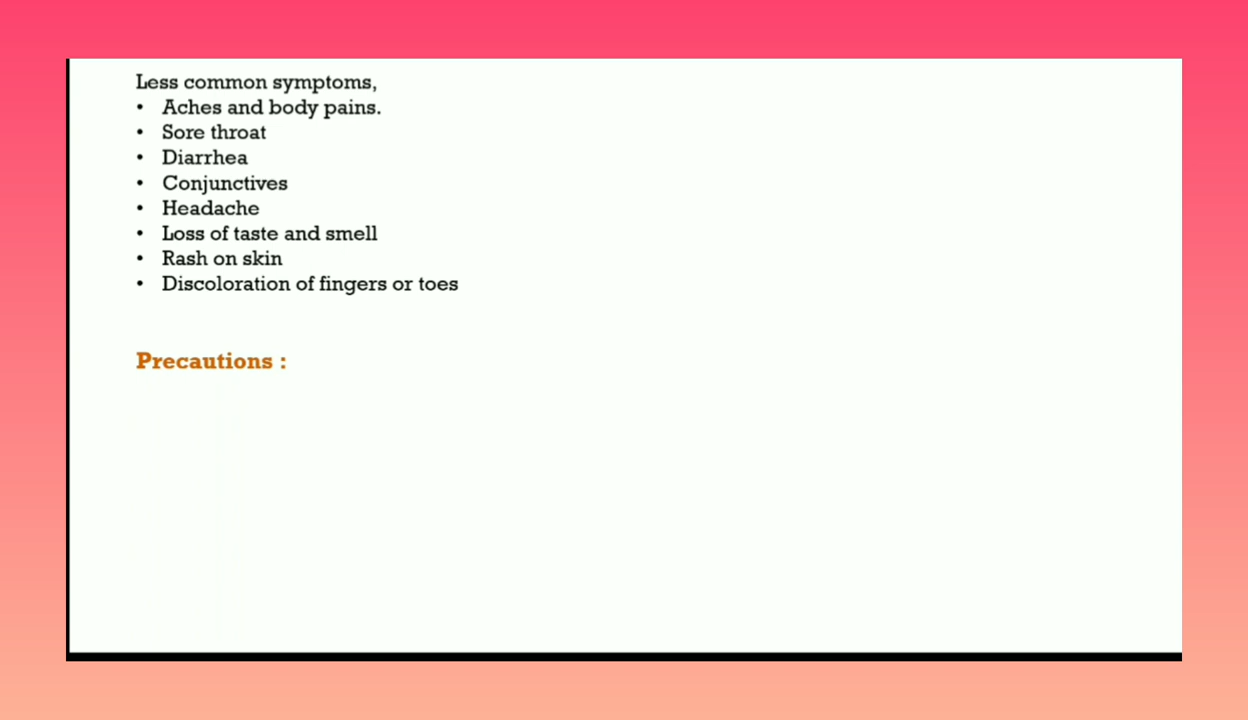 Less common symptoms,
• Aches and body pains.
• Sore throat
• Diarrhea
• Conjunctives
• Headache
• Loss of taste and smell
• Rash on skin
• Discoloration of fingers or toes
Precautions :